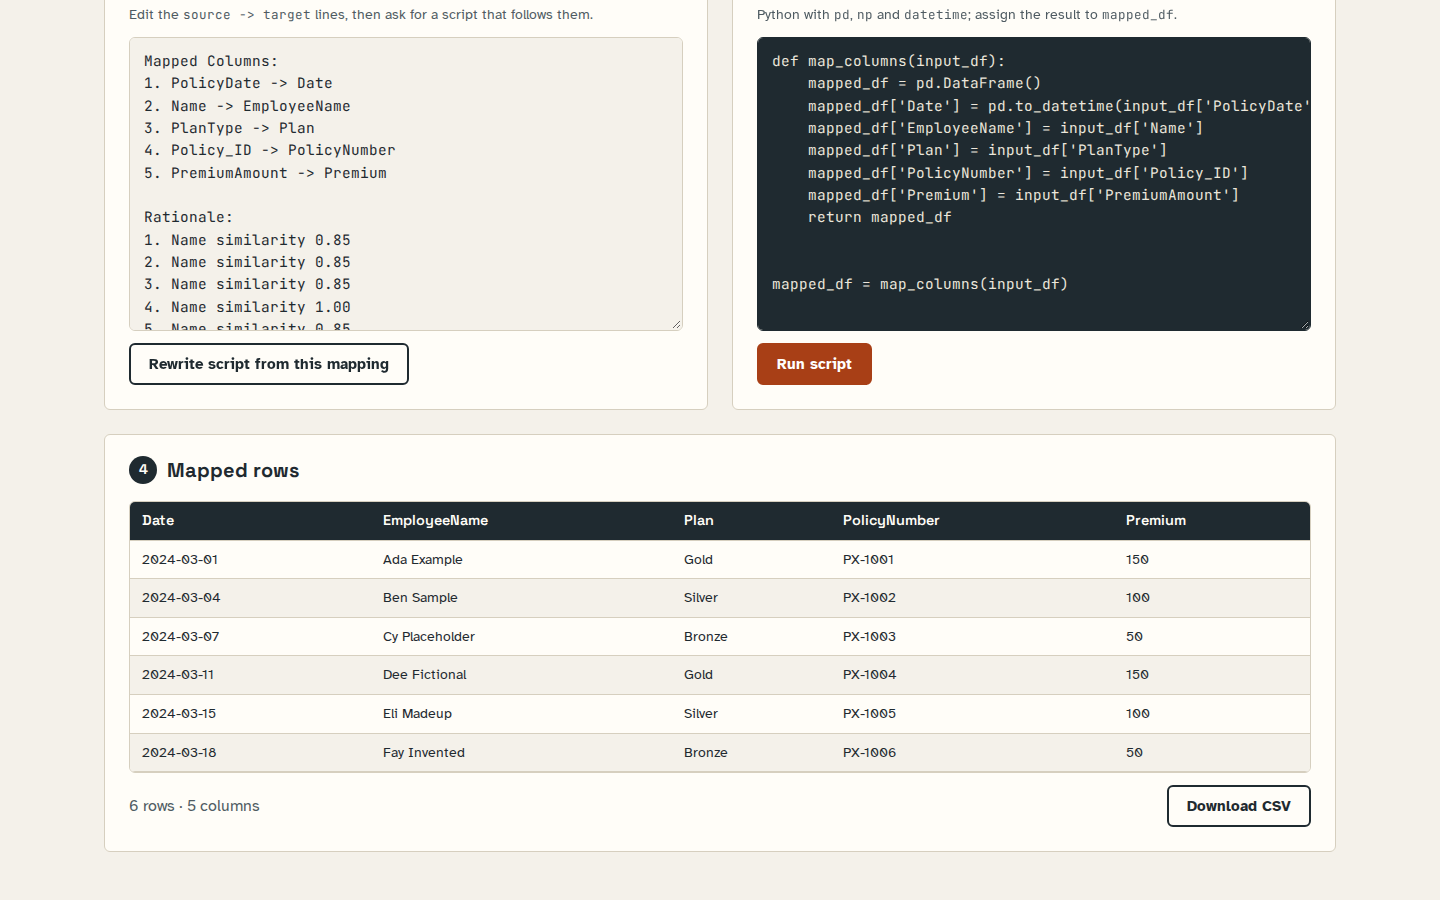 Edit the source -> target lines, then ask for a script that follows them.
Mapped Columns:
1. PolicyDate -> Date
2. Name -> EmployeeName
3. PlanType -> Plan
4. Policy_ID -> PolicyNumber
5. PremiumAmount -> Premium
Rationale:
1. Name similarity 0.85
2. Name similarity 0.85
3. Name similarity 0.85
4. Name similarity 1.00
5. Name similarity 0.85
Rewrite script from this mapping
Python with pd, np and datetime; assign the result to mapped_df.
def map_columns(input_df):
    mapped_df = pd.DataFrame()
    mapped_df['Date'] = pd.to_datetime(input_df['PolicyDate'
    mapped_df['EmployeeName'] = input_df['Name']
    mapped_df['Plan'] = input_df['PlanType']
    mapped_df['PolicyNumber'] = input_df['Policy_ID']
    mapped_df['Premium'] = input_df['PremiumAmount']
    return mapped_df
mapped_df = map_columns(input_df)
Run script
4 Mapped rows
Date EmployeeName Plan PolicyNumber Premium
2024-03-01 Ada Example Gold PX-1001 150
2024-03-04 Ben Sample Silver PX-1002 100
2024-03-07 Cy Placeholder Bronze PX-1003 50
2024-03-11 Dee Fictional Gold PX-1004 150
2024-03-15 Eli Madeup Silver PX-1005 100
2024-03-18 Fay Invented Bronze PX-1006 50
6 rows · 5 columns
Download CSV